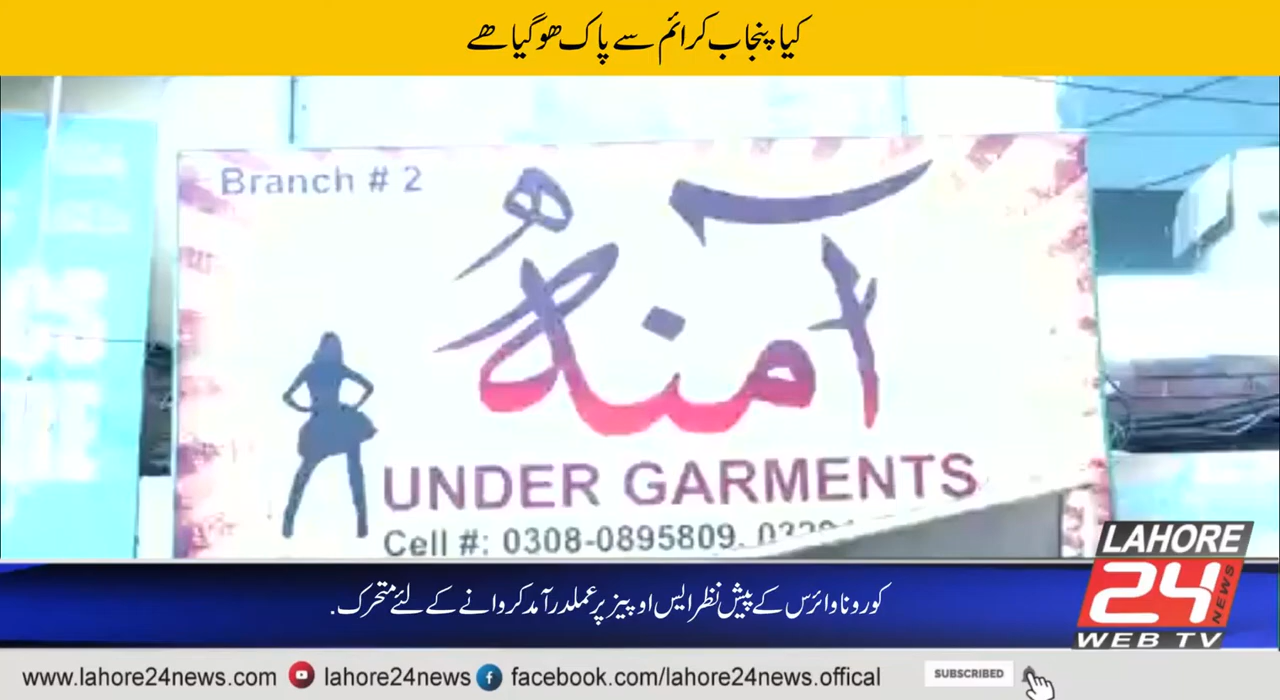 کیا پنجاب کرائم سے پاک ھو گیا ھے
Branch # 2
آمنہ
UNDER GARMENTS
Cell #: 0308-0895809,
LAHORE
24
NEWS
WEB TV
کورونا وائرس کے پیش نظر ایس او پیز پر عملدرآمد کروانے کے لئے متحرک.
www.lahore24news.com lahore24news facebook.com/lahore24news.offical SUBSCRIBED